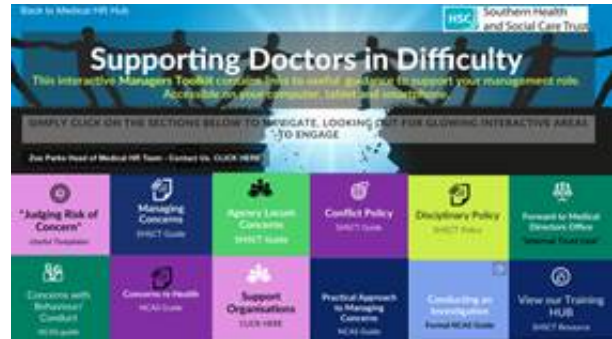 Back to Medical HR Hub
HSC Southern Health
and Social Care Trust
Supporting Doctors in Difficulty
This interactive Managers Toolkit contains links to useful guidance to support your management role.
Accessible on your computer, tablet and smartphone.
SIMPLY CLICK ON THE SECTIONS BELOW TO NAVIGATE, LOOKING OUT FOR GLOWING INTERACTIVE AREAS
TO ENGAGE
Zoe Parks Head of Medical HR Team - Contact Us CLICK HERE
"Judging Risk of
Concern"
Useful Templates
Managing
Concerns
SHSCT Guide
Agency Locum
Concerns
SHSCT Guide
Conflict Policy
SHSCT Guide
Disciplinary Policy
SHSCT Policy
Forward to Medical
Directors Office
Concerns with
Behaviour/
Conduct
NCAS guide
Concerns re Health
NCAS Guide
Support
Organisations
CLICK HERE
Practical Approach
to Managing
Concerns
NCAS Guide
Conducting an
Investigation
Formal NCAS Guide
View our Training
HUB
SHSCT Resource